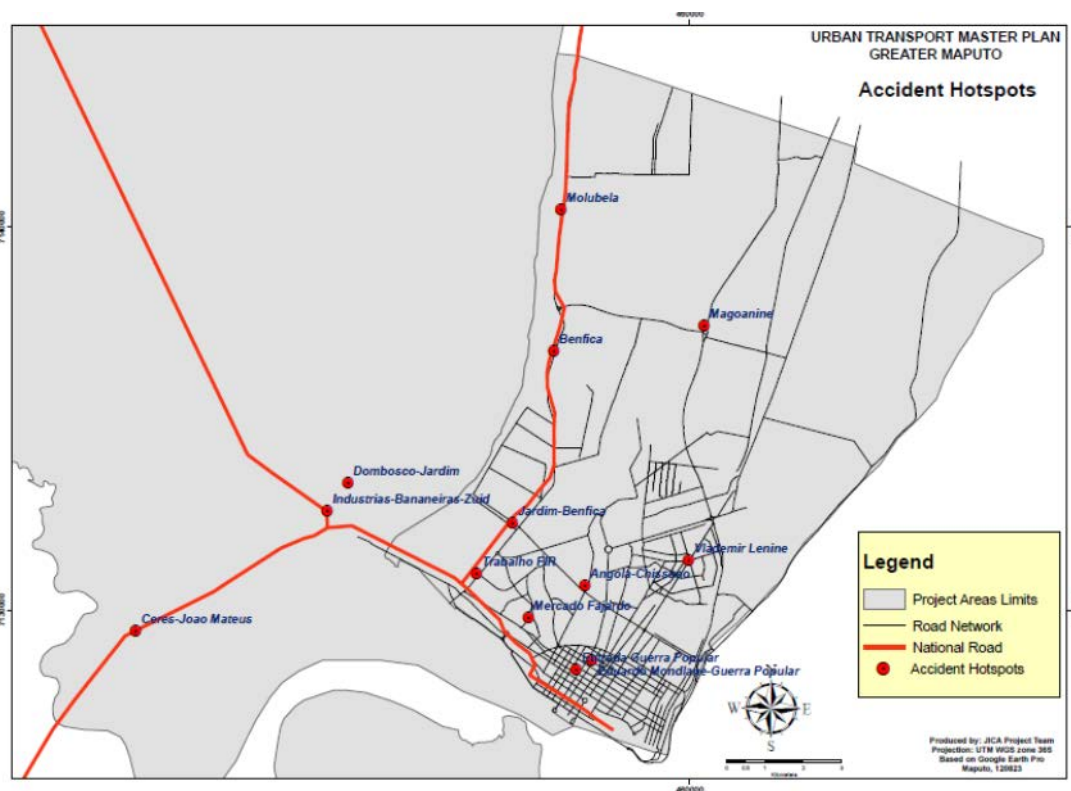 460000
URBAN TRANSPORT MASTER PLAN
GREATER MAPUTO
Accident Hotspots
Molubela
Magoanine
Benfica
Dombosco-Jardim
Industrias-Bananeiras-Zuid
Jardim-Benfica
Vlademir Lenine
Trabalho FIR
Angola-Chissano
Mercado Fajardo
Ceres-Joao Mateus
Guerra Popular
Eduardo Mondlane-Guerra Popular
Legend
Project Areas Limits
Road Network
National Road
Accident Hotspots
N
W E
S
Kilometers
Produced by: JICA Project Team
Projection: UTM WGS zone 36S
Based on Google Earth Pro
Maputo, 120823
460000